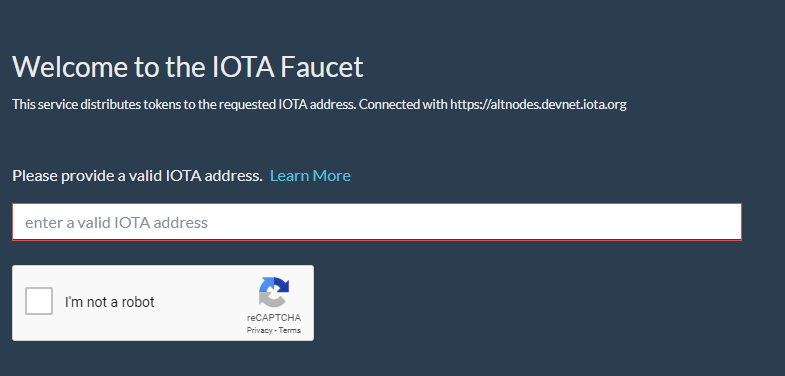 Welcome to the IOTA Faucet
This service distributes tokens to the requested IOTA address. Connected with https://altnodes.devnet.iota.org
Please provide a valid IOTA address. Learn More
enter a valid IOTA address
I'm not a robot
reCAPTCHA
Privacy - Terms